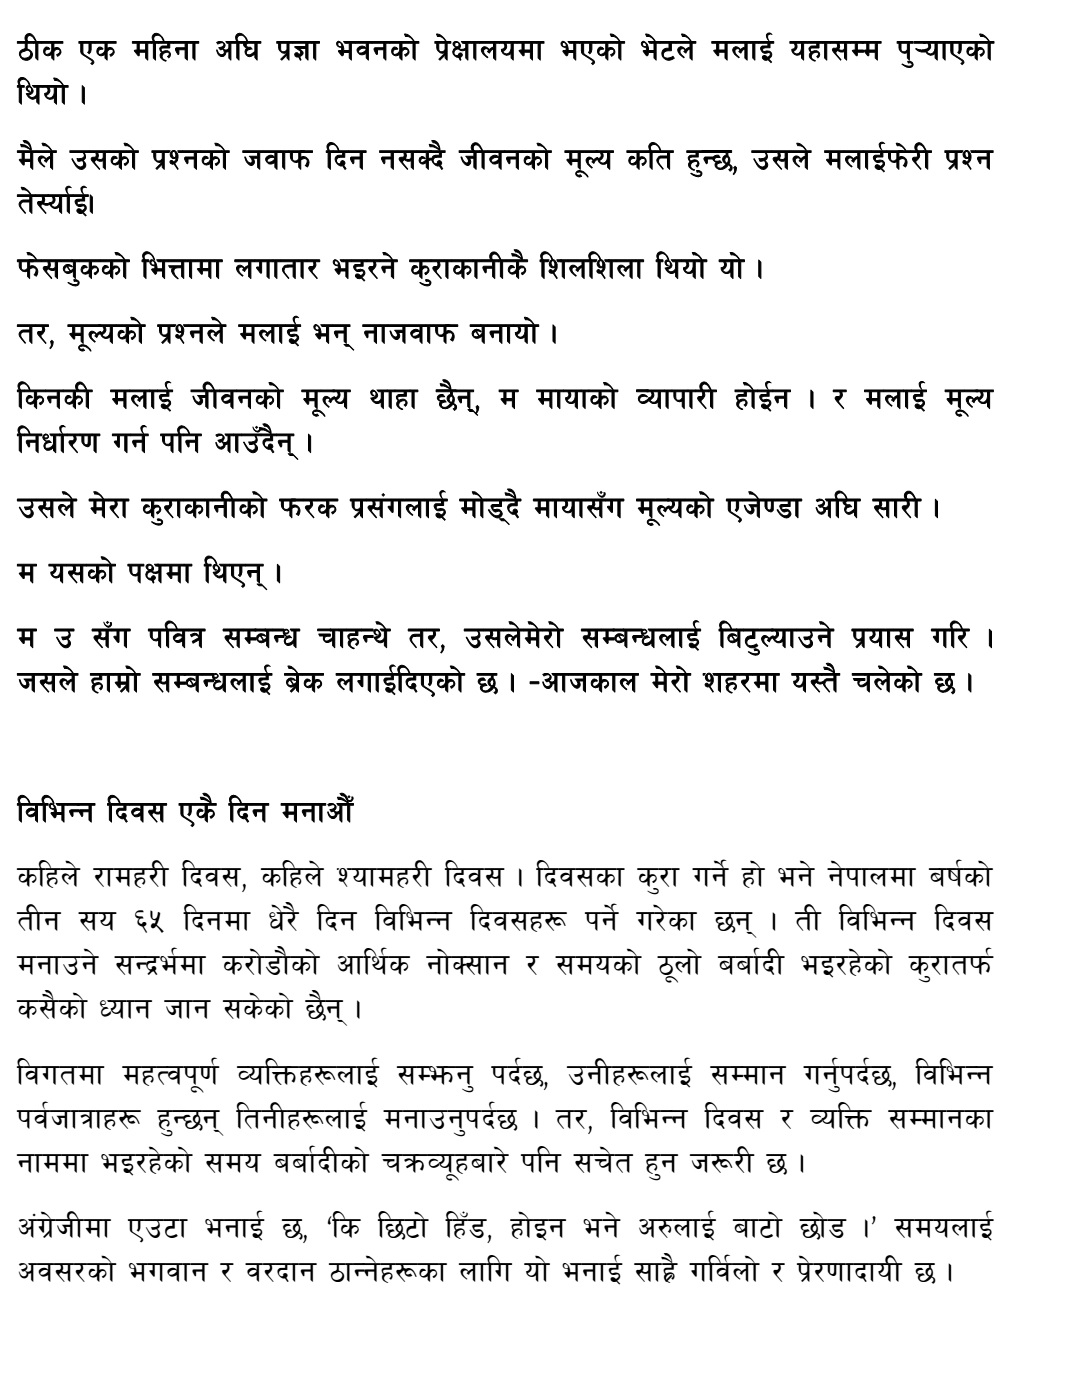 ठीक एक महिना अघि प्रज्ञा भवनको प्रेक्षालयमा भएको भेटले मलाई यहासम्म पुऱ्याएको
थियो ।
मैले उसको प्रश्नको जवाफ दिन नसक्दै जीवनको मूल्य कति हुन्छ, उसले मलाईफेरी प्रश्न
तेर्स्याई।
फेसबुकको भित्तामा लगातार भइरने कुराकानीकै शिलशिला थियो यो ।
तर, मूल्यको प्रश्नले मलाई भन् नाजवाफ बनायो ।
किनकी मलाई जीवनको मूल्य थाहा छैन्, म मायाको व्यापारी होईन । र मलाई मूल्य
निर्धारण गर्न पनि आउँदैन् ।
उसले मेरा कुराकानीको फरक प्रसंगलाई मोड्दै मायासँग मूल्यको एजेण्डा अघि सारी ।
म यसको पक्षमा थिएन् ।
म उ सँग पवित्र सम्बन्ध चाहन्थे तर, उसलेमेरो सम्बन्धलाई बिटुल्याउने प्रयास गरि ।
जसले हाम्रो सम्बन्धलाई ब्रेक लगाईदिएको छ । -आजकाल मेरो शहरमा यस्तै चलेको छ ।
विभिन्न दिवस एकै दिन मनाऔँ
कहिले रामहरी दिवस, कहिले श्यामहरी दिवस । दिवसका कुरा गर्ने हो भने नेपालमा बर्षको
तीन सय ६५ दिनमा धेरै दिन विभिन्न दिवसहरू पर्ने गरेका छन् । ती विभिन्न दिवस
मनाउने सन्द्रर्भमा करोडौको आर्थिक नोक्सान र समयको ठूलो बर्बादी भइरहेको कुरातर्फ
कसैको ध्यान जान सकेको छैन् ।
विगतमा महत्वपूर्ण व्यक्तिहरूलाई सम्झनु पर्दछ, उनीहरूलाई सम्मान गर्नुपर्दछ, विभिन्न
पर्वजात्राहरू हुन्छन् तिनीहरूलाई मनाउनुपर्दछ । तर, विभिन्न दिवस र व्यक्ति सम्मानका
नाममा भइरहेको समय बर्बादीको चक्रव्यूहबारे पनि सचेत हुन जरूरी छ ।
अंग्रेजीमा एउटा भनाई छ, ‘कि छिटो हिँड, होइन भने अरुलाई बाटो छोड ।’ समयलाई
अवसरको भगवान र वरदान ठान्नेहरूका लागि यो भनाई साह्रै गर्विलो र प्रेरणादायी छ ।